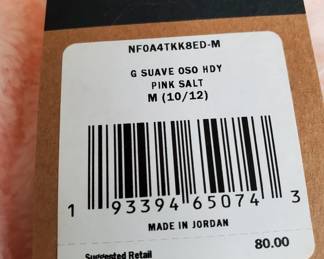 NF0A4TKK8ED-M
G SUAVE OSO HDY
PINK SALT
M (10/12)
1 93394 65074 3
MADE IN JORDAN
80.00
Suggested Retail